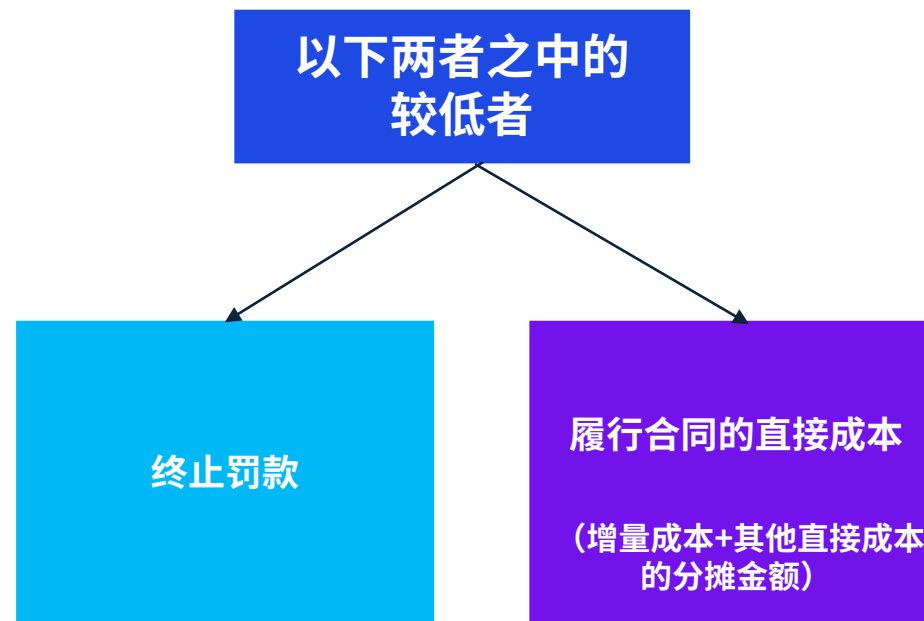 以下两者之中的
较低者
终止罚款
履行合同的直接成本
（增量成本+其他直接成本
的分摊金额）